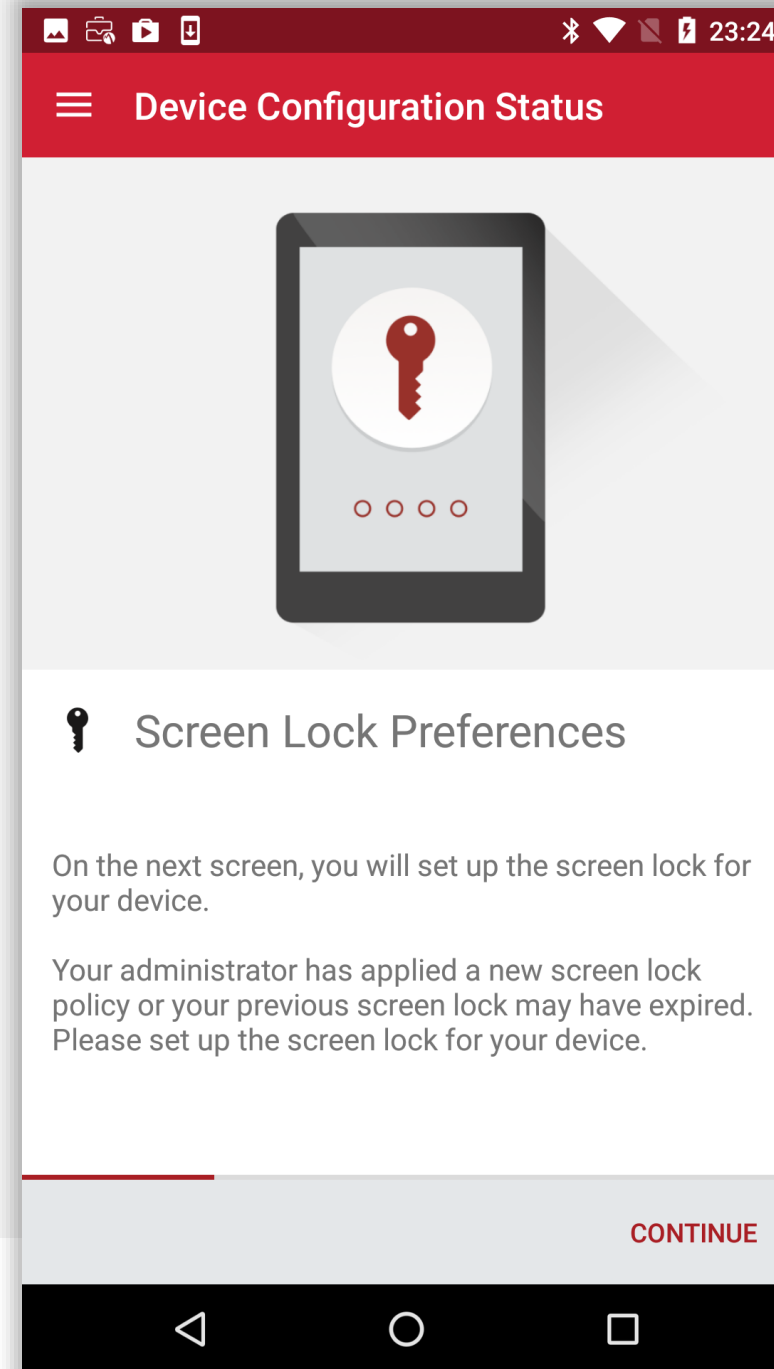 23:24
Device Configuration Status
Screen Lock Preferences
On the next screen, you will set up the screen lock for
your device.
Your administrator has applied a new screen lock
policy or your previous screen lock may have expired.
Please set up the screen lock for your device.
CONTINUE